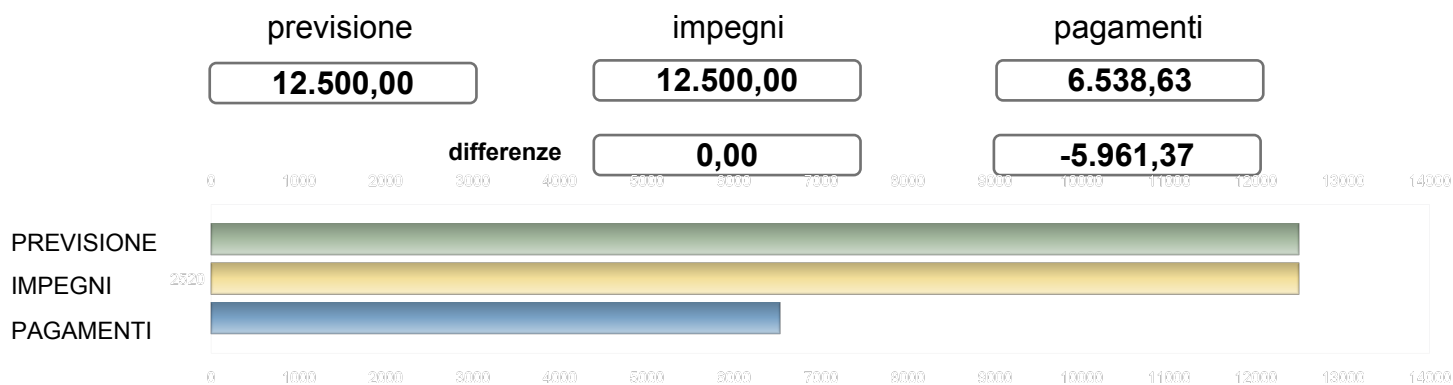 previsione impegni pagamenti
12.500,00 12.500,00 6.538,63
differenze 0,00 -5.961,37
0 1000 2000 3000 4000 5000 6000 7000 8000 9000 10000 11000 12000 13000 14000
PREVISIONE
IMPEGNI 2520
PAGAMENTI
0 1000 2000 3000 4000 5000 6000 7000 8000 9000 10000 11000 12000 13000 14000